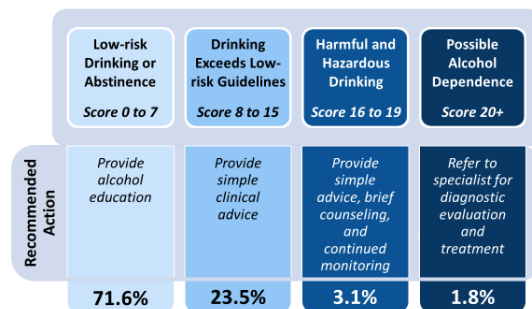 Low-risk
Drinking or
Abstinence
Score 0 to 7
Drinking
Exceeds Low-
risk Guidelines
Score 8 to 15
Harmful and
Hazardous
Drinking
Score 16 to 19
Possible
Alcohol
Dependence
Score 20+
Recommended
Action
Provide
alcohol
education
Provide
simple
clinical
advice
Provide
simple
advice, brief
counseling,
and
continued
monitoring
Refer to
specialist for
diagnostic
evaluation
and
treatment
71.6%
23.5%
3.1%
1.8%